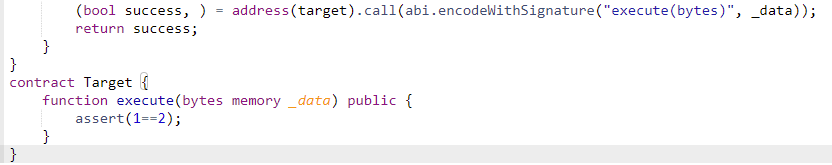 (bool success, ) = address(target).call(abi.encodeWithSignature("execute(bytes)", _data));
return success;
}
}
contract Target {
function execute(bytes memory _data) public {
assert(1==2);
}
}